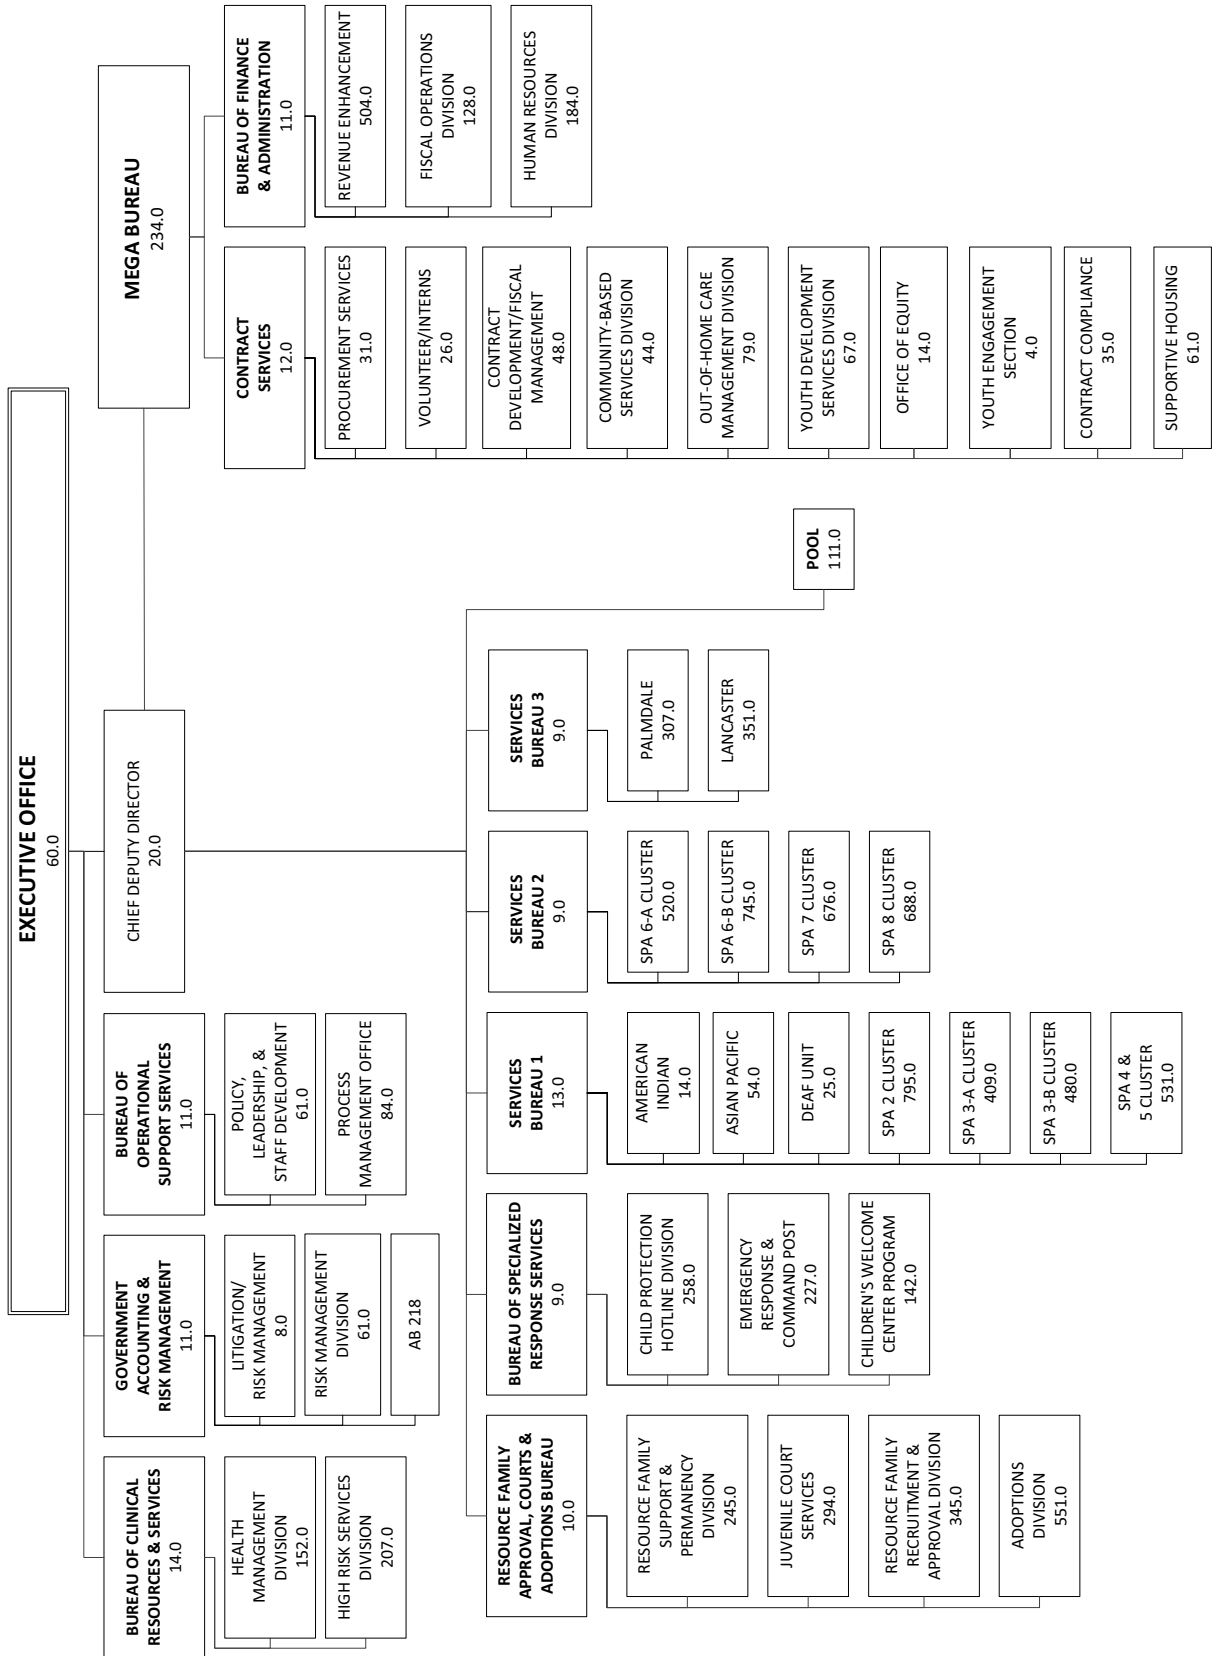 EXECUTIVE OFFICE
60.0
BUREAU OF CLINICAL
RESOURCES & SERVICES
14.0
HEALTH
MANAGEMENT
DIVISION
152.0
HIGH RISK SERVICES
DIVISION
207.0
GOVERNMENT
ACCOUNTING &
RISK MANAGEMENT
11.0
LITIGATION/
RISK MANAGEMENT
8.0
RISK MANAGEMENT
DIVISION
61.0
AB 218
BUREAU OF
OPERATIONAL
SUPPORT SERVICES
11.0
POLICY,
LEADERSHIP, &
STAFF DEVELOPMENT
61.0
PROCESS
MANAGEMENT OFFICE
84.0
CHIEF DEPUTY DIRECTOR
20.0
MEGA BUREAU
234.0
CONTRACT
SERVICES
12.0
PROCUREMENT SERVICES
31.0
VOLUNTEER/INTERNS
26.0
CONTRACT
DEVELOPMENT/FISCAL
MANAGEMENT
48.0
COMMUNITY-BASED
SERVICES DIVISION
44.0
OUT-OF-HOME CARE
MANAGEMENT DIVISION
79.0
YOUTH DEVELOPMENT
SERVICES DIVISION
67.0
OFFICE OF EQUITY
14.0
YOUTH ENGAGEMENT
SECTION
4.0
CONTRACT COMPLIANCE
35.0
SUPPORTIVE HOUSING
61.0
BUREAU OF FINANCE
& ADMINISTRATION
11.0
REVENUE ENHANCEMENT
504.0
FISCAL OPERATIONS
DIVISION
128.0
HUMAN RESOURCES
DIVISION
184.0
RESOURCE FAMILY
APPROVAL, COURTS &
ADOPTIONS BUREAU
10.0
RESOURCE FAMILY
SUPPORT &
PERMANENCY
DIVISION
245.0
JUVENILE COURT
SERVICES
294.0
RESOURCE FAMILY
RECRUITMENT &
APPROVAL DIVISION
345.0
ADOPTIONS
DIVISION
551.0
BUREAU OF SPECIALIZED
RESPONSE SERVICES
9.0
CHILD PROTECTION
HOTLINE DIVISION
258.0
EMERGENCY
RESPONSE &
COMMAND POST
227.0
CHILDREN'S WELCOME
CENTER PROGRAM
142.0
SERVICES
BUREAU 1
13.0
AMERICAN
INDIAN
14.0
ASIAN PACIFIC
54.0
DEAF UNIT
25.0
SPA 2 CLUSTER
795.0
SPA 3-A CLUSTER
409.0
SPA 3-B CLUSTER
480.0
SPA 4 &
5 CLUSTER
531.0
SERVICES
BUREAU 2
9.0
SPA 6-A CLUSTER
520.0
SPA 6-B CLUSTER
745.0
SPA 7 CLUSTER
676.0
SPA 8 CLUSTER
688.0
SERVICES
BUREAU 3
9.0
PALMDALE
307.0
LANCASTER
351.0
POOL
111.0